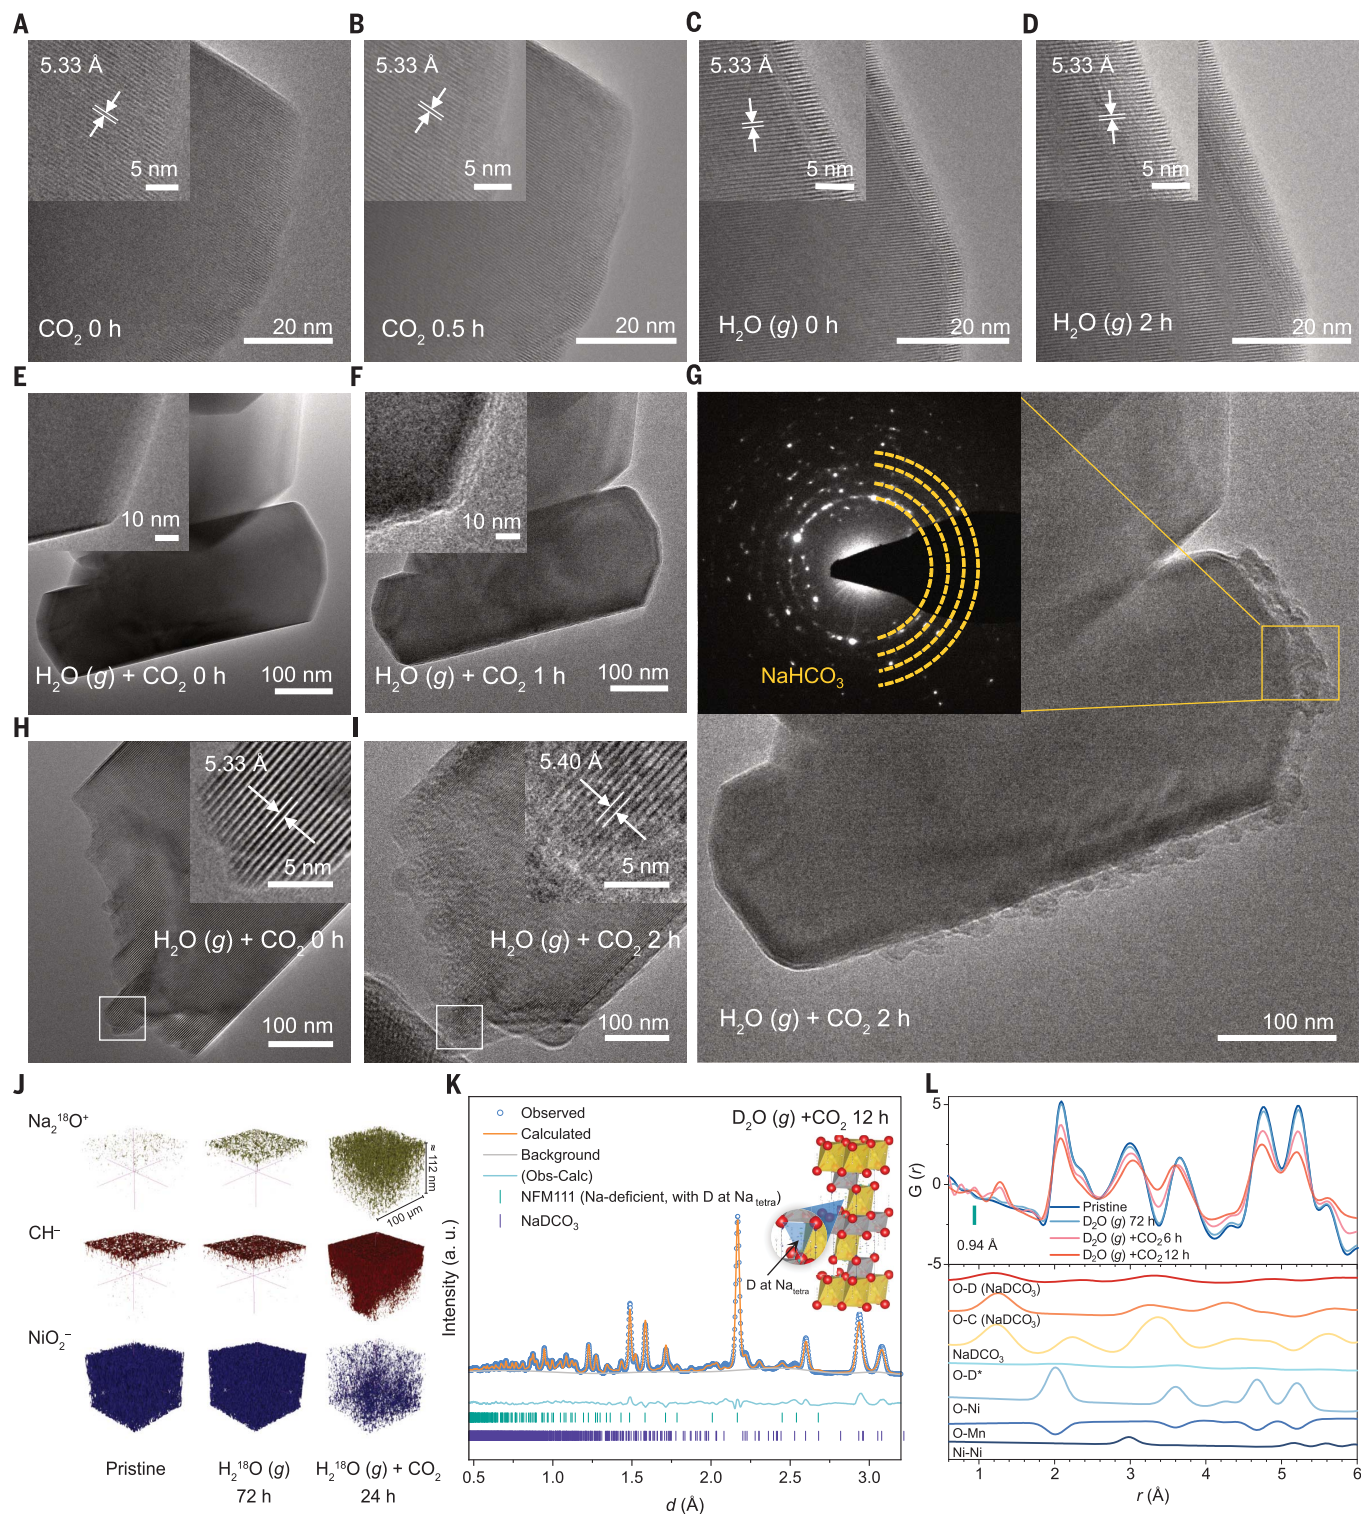 A
5.33 Å
5 nm
CO₂ 0 h
20 nm
B
5.33 Å
5 nm
CO₂ 0.5 h
20 nm
C
5.33 Å
5 nm
H₂O (g) 0 h
20 nm
D
5.33 Å
5 nm
H₂O (g) 2 h
20 nm
E
10 nm
H₂O (g) + CO₂ 0 h
100 nm
F
10 nm
H₂O (g) + CO₂ 1 h
100 nm
G
NaHCO₃
H₂O (g) + CO₂ 2 h
100 nm
H
5.33 Å
5 nm
H₂O (g) + CO₂ 0 h
100 nm
I
5.40 Å
5 nm
H₂O (g) + CO₂ 2 h
100 nm
J
Na₂¹⁸O⁺
≈ 112 nm
100 µm
CH⁻
NiO₂⁻
Pristine
H₂¹⁸O (g)
72 h
H₂¹⁸O (g) + CO₂
24 h
K
Observed
Calculated
Background
(Obs-Calc)
NFM111 (Na-deficient, with D at Na tetra)
NaDCO₃
D₂O (g) +CO₂ 12 h
D at Na tetra
Intensity (a. u.)
0.5
1.0
1.5
2.0
2.5
3.0
d (Å)
L
5
0
-5
G (r)
0.94 Å
Pristine
D₂O (g) 72 h
D₂O (g) +CO₂ 6 h
D₂O (g) +CO₂ 12 h
O-D (NaDCO₃)
O-C (NaDCO₃)
NaDCO₃
O-D*
O-Ni
O-Mn
Ni-Ni
1
2
3
4
5
6
r (Å)